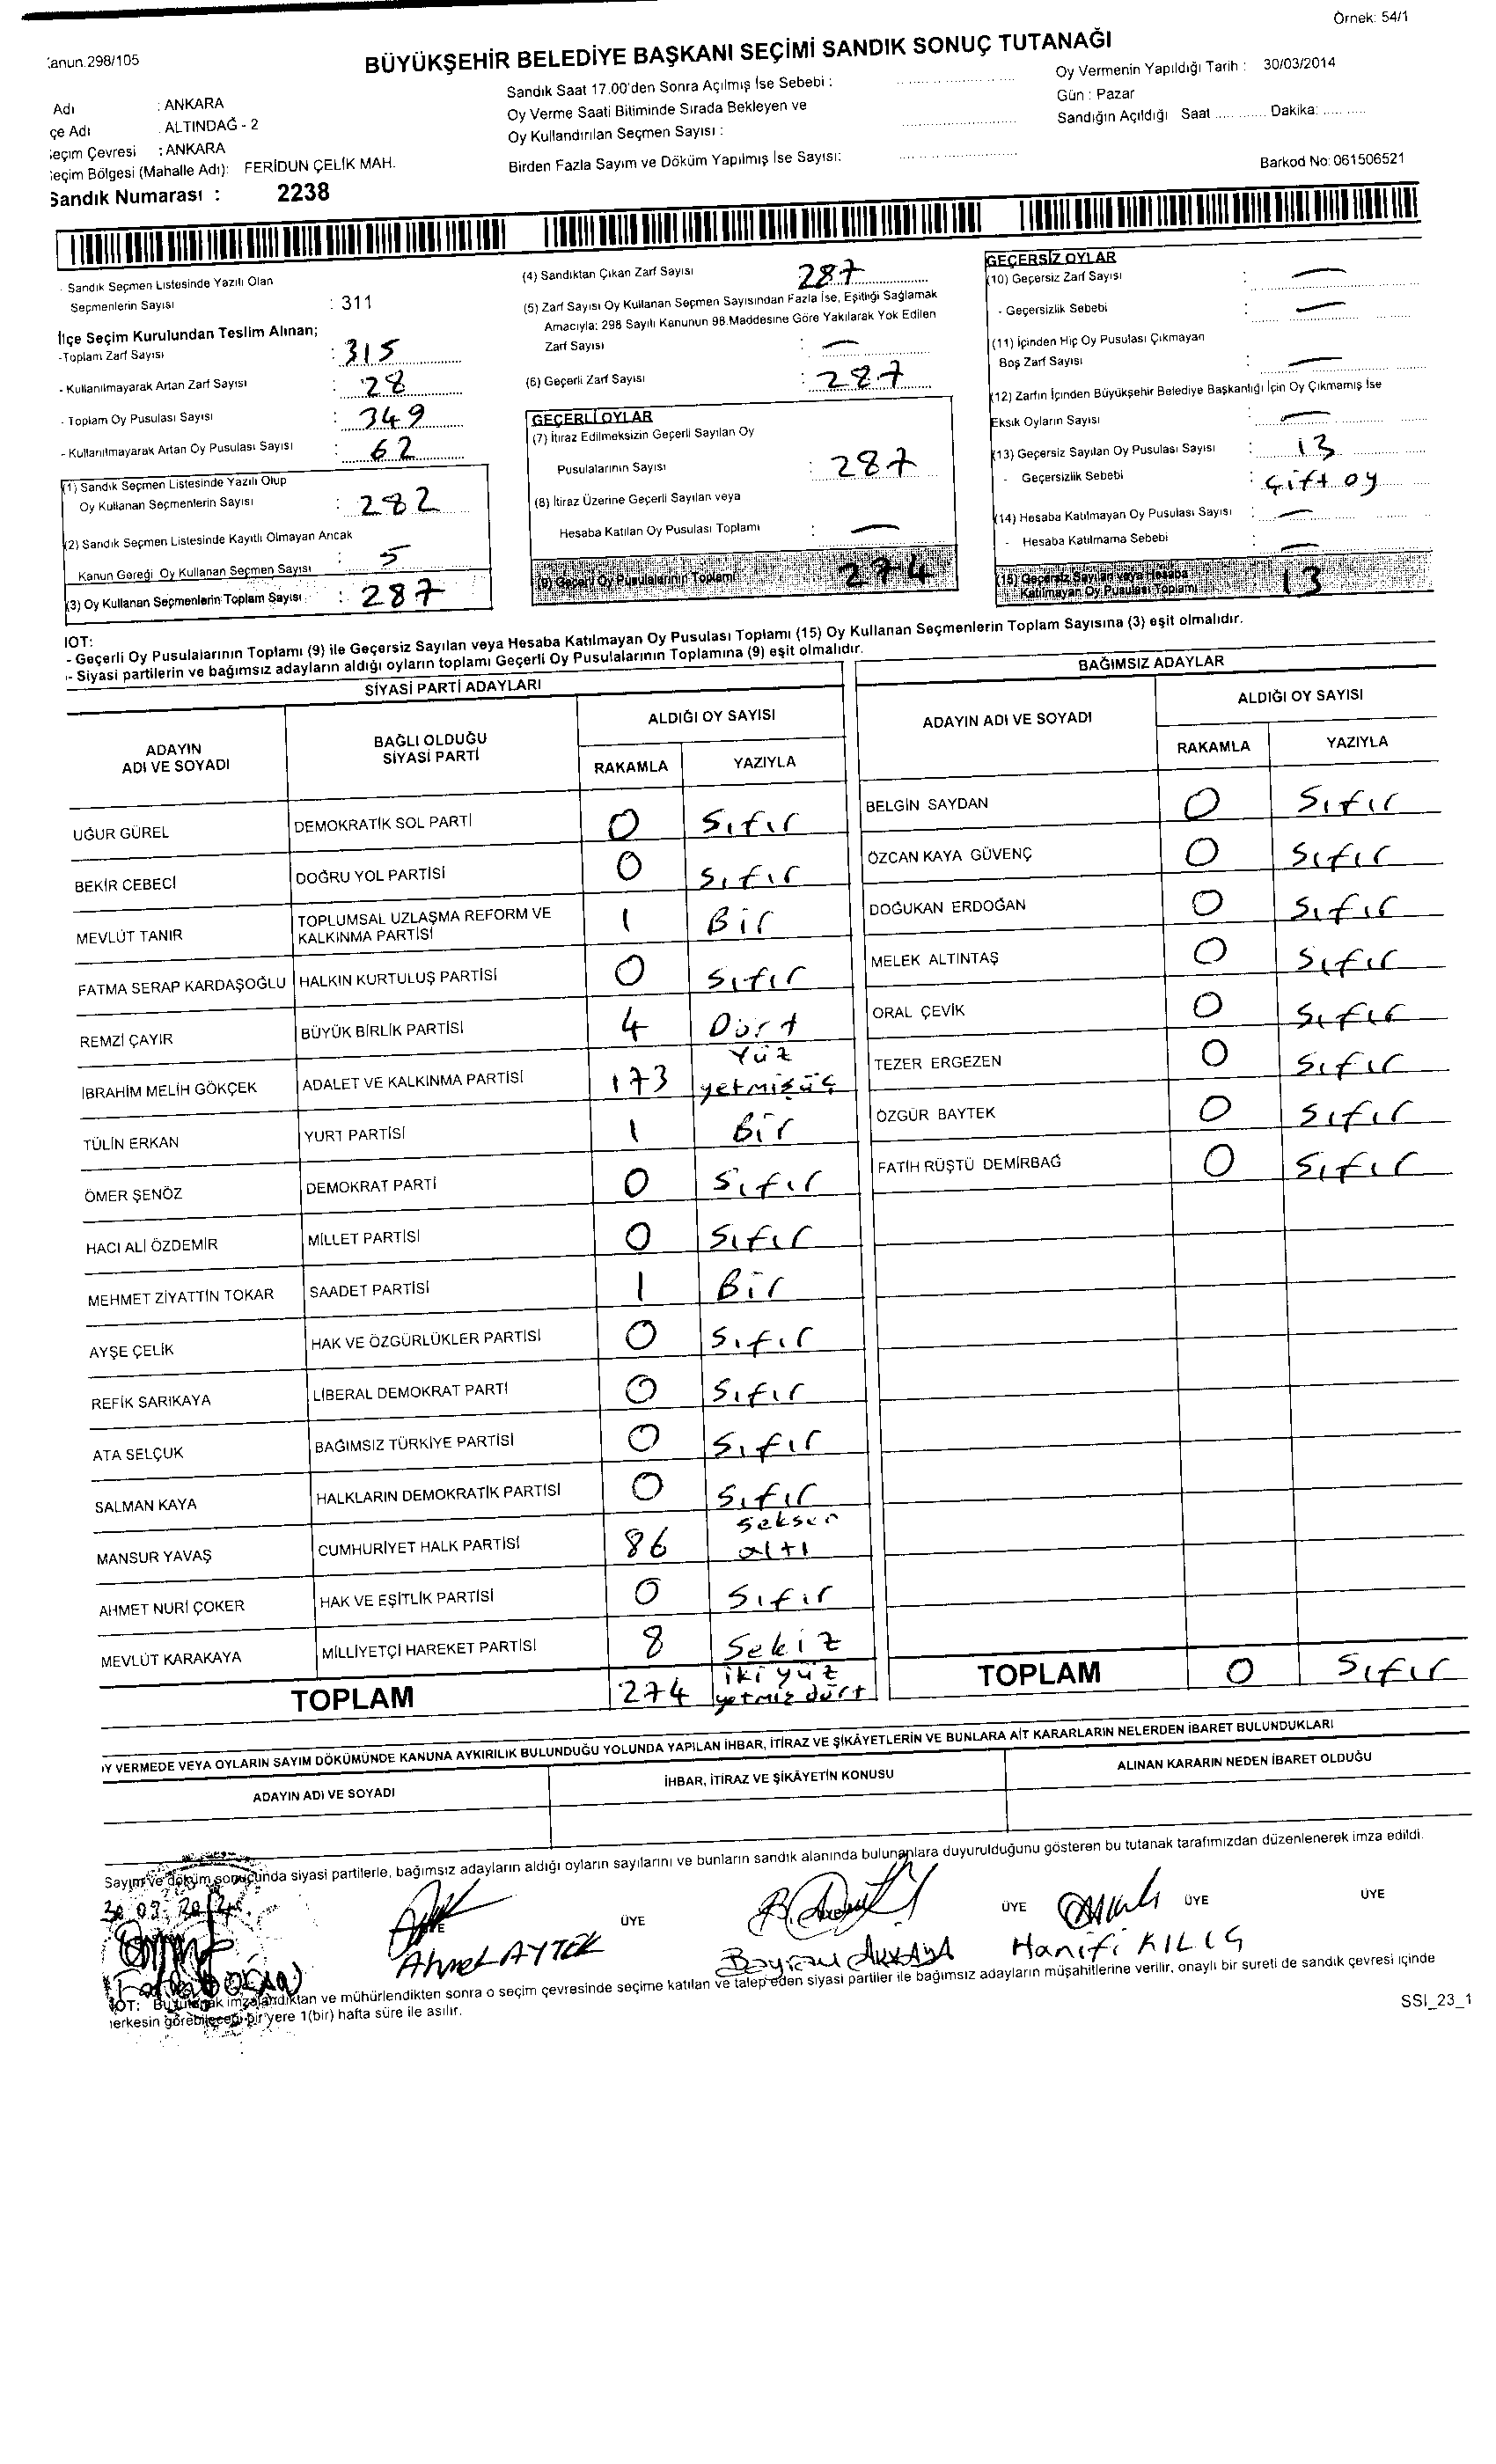 Örnek: 54/1
anun.298/105
BÜYÜKŞEHİR BELEDİYE BAŞKANI SEÇİMİ SANDIK SONUÇ TUTANAĞI
Adı : ANKARA
çe Adı : ALTINDAĞ - 2
eçim Çevresi : ANKARA
eçim Bölgesi (Mahalle Adı): FERİDUN ÇELİK MAH.
Sandık Numarası : 2238
Sandık Saat 17.00'den Sonra Açılmış İse Sebebi :
Oy Verme Saati Bitiminde Sırada Bekleyen ve
Oy Kullandırılan Seçmen Sayısı :
Birden Fazla Sayım ve Döküm Yapılmış İse Sayısı:
Oy Vermenin Yapıldığı Tarih : 30/03/2014
Gün : Pazar
Sandığın Açıldığı Saat ............ Dakika: ...........
Barkod No: 061506521
- Sandık Seçmen Listesinde Yazılı Olan
Seçmenlerin Sayısı : 311
İlçe Seçim Kurulundan Teslim Alınan;
-Toplam Zarf Sayısı : 315
- Kullanılmayarak Artan Zarf Sayısı : 28
- Toplam Oy Pusulası Sayısı : 349
- Kullanılmayarak Artan Oy Pusulası Sayısı : 62
(1) Sandık Seçmen Listesinde Yazılı Olup
Oy Kullanan Seçmenlerin Sayısı : 282
(2) Sandık Seçmen Listesinde Kayıtlı Olmayan Ancak
Kanun Gereği Oy Kullanan Seçmen Sayısı : 5
(3) Oy Kullanan Seçmenlerin Toplam Sayısı : 287
(4) Sandıktan Çıkan Zarf Sayısı 287
(5) Zarf Sayısı Oy Kullanan Seçmen Sayısından Fazla İse, Eşitliği Sağlamak
Amacıyla: 298 Sayılı Kanunun 98.Maddesine Göre Yakılarak Yok Edilen
Zarf Sayısı : —
(6) Geçerli Zarf Sayısı : 287
GEÇERLİ OYLAR
(7) İtiraz Edilmeksizin Geçerli Sayılan Oy
Pusulalarının Sayısı : 287
(8) İtiraz Üzerine Geçerli Sayılan veya
Hesaba Katılan Oy Pusulası Toplamı : —
(9) Geçerli Oy Pusulalarının Toplamı 274
GEÇERSİZ OYLAR
(10) Geçersiz Zarf Sayısı : —
- Geçersizlik Sebebi : —
(11) İçinden Hiç Oy Pusulası Çıkmayan
Boş Zarf Sayısı : —
(12) Zarfın İçinden Büyükşehir Belediye Başkanlığı İçin Oy Çıkmamış İse
Eksik Oyların Sayısı : —
(13) Geçersiz Sayılan Oy Pusulası Sayısı : 13
- Geçersizlik Sebebi : Çift oy
(14) Hesaba Katılmayan Oy Pusulası Sayısı : —
- Hesaba Katılmama Sebebi : —
(15) Geçersiz Sayılan veya Hesaba
Katılmayan Oy Pusulası Toplamı 13
IOT:
- Geçerli Oy Pusulalarının Toplamı (9) ile Geçersiz Sayılan veya Hesaba Katılmayan Oy Pusulası Toplamı (15) Oy Kullanan Seçmenlerin Toplam Sayısına (3) eşit olmalıdır.
- Siyasi partilerin ve bağımsız adayların aldığı oyların toplamı Geçerli Oy Pusulalarının Toplamına (9) eşit olmalıdır.
SİYASİ PARTİ ADAYLARI
ADAYIN ADI VE SOYADI BAĞLI OLDUĞU SİYASİ PARTİ ALDIĞI OY SAYISI
RAKAMLA YAZIYLA
UĞUR GÜREL DEMOKRATİK SOL PARTİ 0 Sıfır
BEKİR CEBECİ DOĞRU YOL PARTİSİ 0 Sıfır
MEVLÜT TANIR TOPLUMSAL UZLAŞMA REFORM VE KALKINMA PARTİSİ 1 Bir
FATMA SERAP KARDAŞOĞLU HALKIN KURTULUŞ PARTİSİ 0 Sıfır
REMZİ ÇAYIR BÜYÜK BİRLİK PARTİSİ 4 Dört
İBRAHİM MELİH GÖKÇEK ADALET VE KALKINMA PARTİSİ 173 Yüz yetmişüç
TÜLİN ERKAN YURT PARTİSİ 1 Bir
ÖMER ŞENÖZ DEMOKRAT PARTİ 0 Sıfır
HACI ALİ ÖZDEMİR MİLLET PARTİSİ 0 Sıfır
MEHMET ZİYATTİN TOKAR SAADET PARTİSİ 1 Bir
AYŞE ÇELİK HAK VE ÖZGÜRLÜKLER PARTİSİ 0 Sıfır
REFİK SARIKAYA LİBERAL DEMOKRAT PARTİ 0 Sıfır
ATA SELÇUK BAĞIMSIZ TÜRKİYE PARTİSİ 0 Sıfır
SALMAN KAYA HALKLARIN DEMOKRATİK PARTİSİ 0 Sıfır
MANSUR YAVAŞ CUMHURİYET HALK PARTİSİ 86 Seksen altı
AHMET NURİ ÇOKER HAK VE EŞİTLİK PARTİSİ 0 Sıfır
MEVLÜT KARAKAYA MİLLİYETÇİ HAREKET PARTİSİ 8 Sekiz
TOPLAM 274 iki yüz yetmiz dört
BAĞIMSIZ ADAYLAR
ADAYIN ADI VE SOYADI ALDIĞI OY SAYISI
RAKAMLA YAZIYLA
BELGİN SAYDAN 0 Sıfır
ÖZCAN KAYA GÜVENÇ 0 Sıfır
DOĞUKAN ERDOĞAN 0 Sıfır
MELEK ALTINTAŞ 0 Sıfır
ORAL ÇEVİK 0 Sıfır
TEZER ERGEZEN 0 Sıfır
ÖZGÜR BAYTEK 0 Sıfır
FATİH RÜŞTÜ DEMİRBAĞ 0 Sıfır
TOPLAM 0 Sıfır
Y VERMEDE VEYA OYLARIN SAYIM DÖKÜMÜNDE KANUNA AYKIRILIK BULUNDUĞU YOLUNDA YAPILAN İHBAR, İTİRAZ VE ŞİKÂYETLERİN VE BUNLARA AİT KARARLARIN NELERDEN İBARET BULUNDUKLARI
ADAYIN ADI VE SOYADI İHBAR, İTİRAZ VE ŞİKÂYETİN KONUSU ALINAN KARARIN NEDEN İBARET OLDUĞU
Sayım ve döküm sonucunda siyasi partilerle, bağımsız adayların aldığı oyların sayılarını ve bunların sandık alanında bulunanlara duyurulduğunu gösteren bu tutanak tarafımızdan düzenlenerek imza edildi.
30.03.2014
ÜYE ÜYE ÜYE ÜYE
Ahmet AYTEK
Bayram AKKAYA
Hanifi KILIÇ
IOT: Bu tutanak imzalandıktan ve mühürlendikten sonra o seçim çevresinde seçime katılan ve talep eden siyasi partiler ile bağımsız adayların müşahitlerine verilir, onaylı bir sureti de sandık çevresi içinde
erkesin görebileceği bir yere 1(bir) hafta süre ile asılır.
SSI_23_1